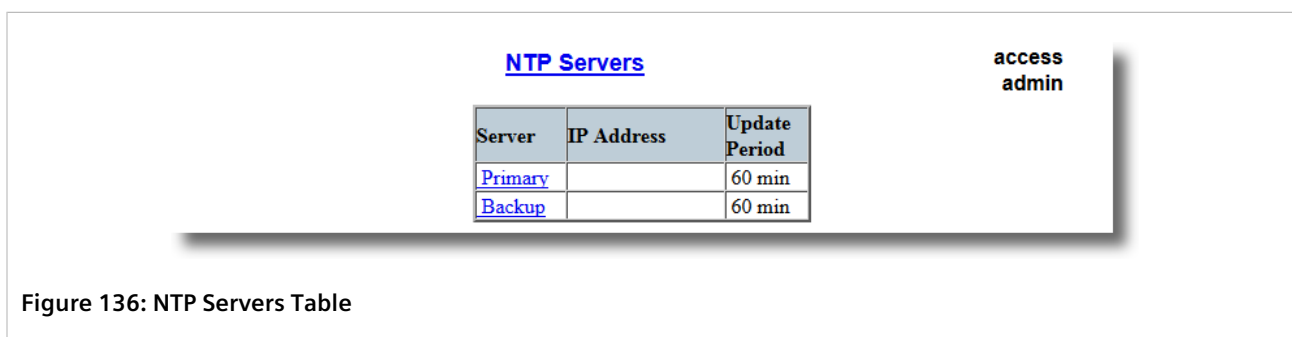 NTP Servers
access
admin
Server IP Address Update Period
Primary 60 min
Backup 60 min
Figure 136: NTP Servers Table